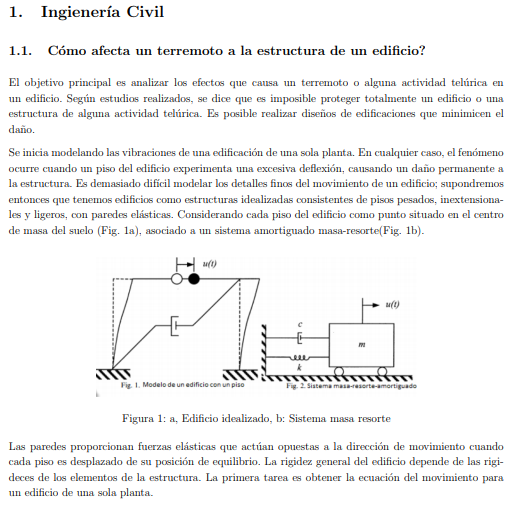 1. Ingienería Civil
1.1. Cómo afecta un terremoto a la estructura de un edificio?
El objetivo principal es analizar los efectos que causa un terremoto o alguna actividad telúrica en
un edificio. Según estudios realizados, se dice que es imposible proteger totalmente un edificio o una
estructura de alguna actividad telúrica. Es posible realizar diseños de edificaciones que minimicen el
daño.
Se inicia modelando las vibraciones de una edificación de una sola planta. En cualquier caso, el fenómeno
ocurre cuando un piso del edificio experimenta una excesiva deflexión, causando un daño permanente a
la estructura. Es demasiado difícil modelar los detalles finos del movimiento de un edificio; supondremos
entonces que tenemos edificios como estructuras idealizadas consistentes de pisos pesados, inextensiona-
les y ligeros, con paredes elásticas. Considerando cada piso del edificio como punto situado en el centro
de masa del suelo (Fig. 1a), asociado a un sistema amortiguado masa-resorte(Fig. 1b).
u(t)
u(t)
c
m
k
Fig. 1. Modelo de un edificio con un piso
Fig. 2. Sistema masa-resorte-amortiguado
Figura 1: a, Edificio idealizado, b: Sistema masa resorte
Las paredes proporcionan fuerzas elásticas que actúan opuestas a la dirección de movimiento cuando
cada piso es desplazado de su posición de equilibrio. La rigidez general del edificio depende de las rigi-
deces de los elementos de la estructura. La primera tarea es obtener la ecuación del movimiento para
un edificio de una sola planta.